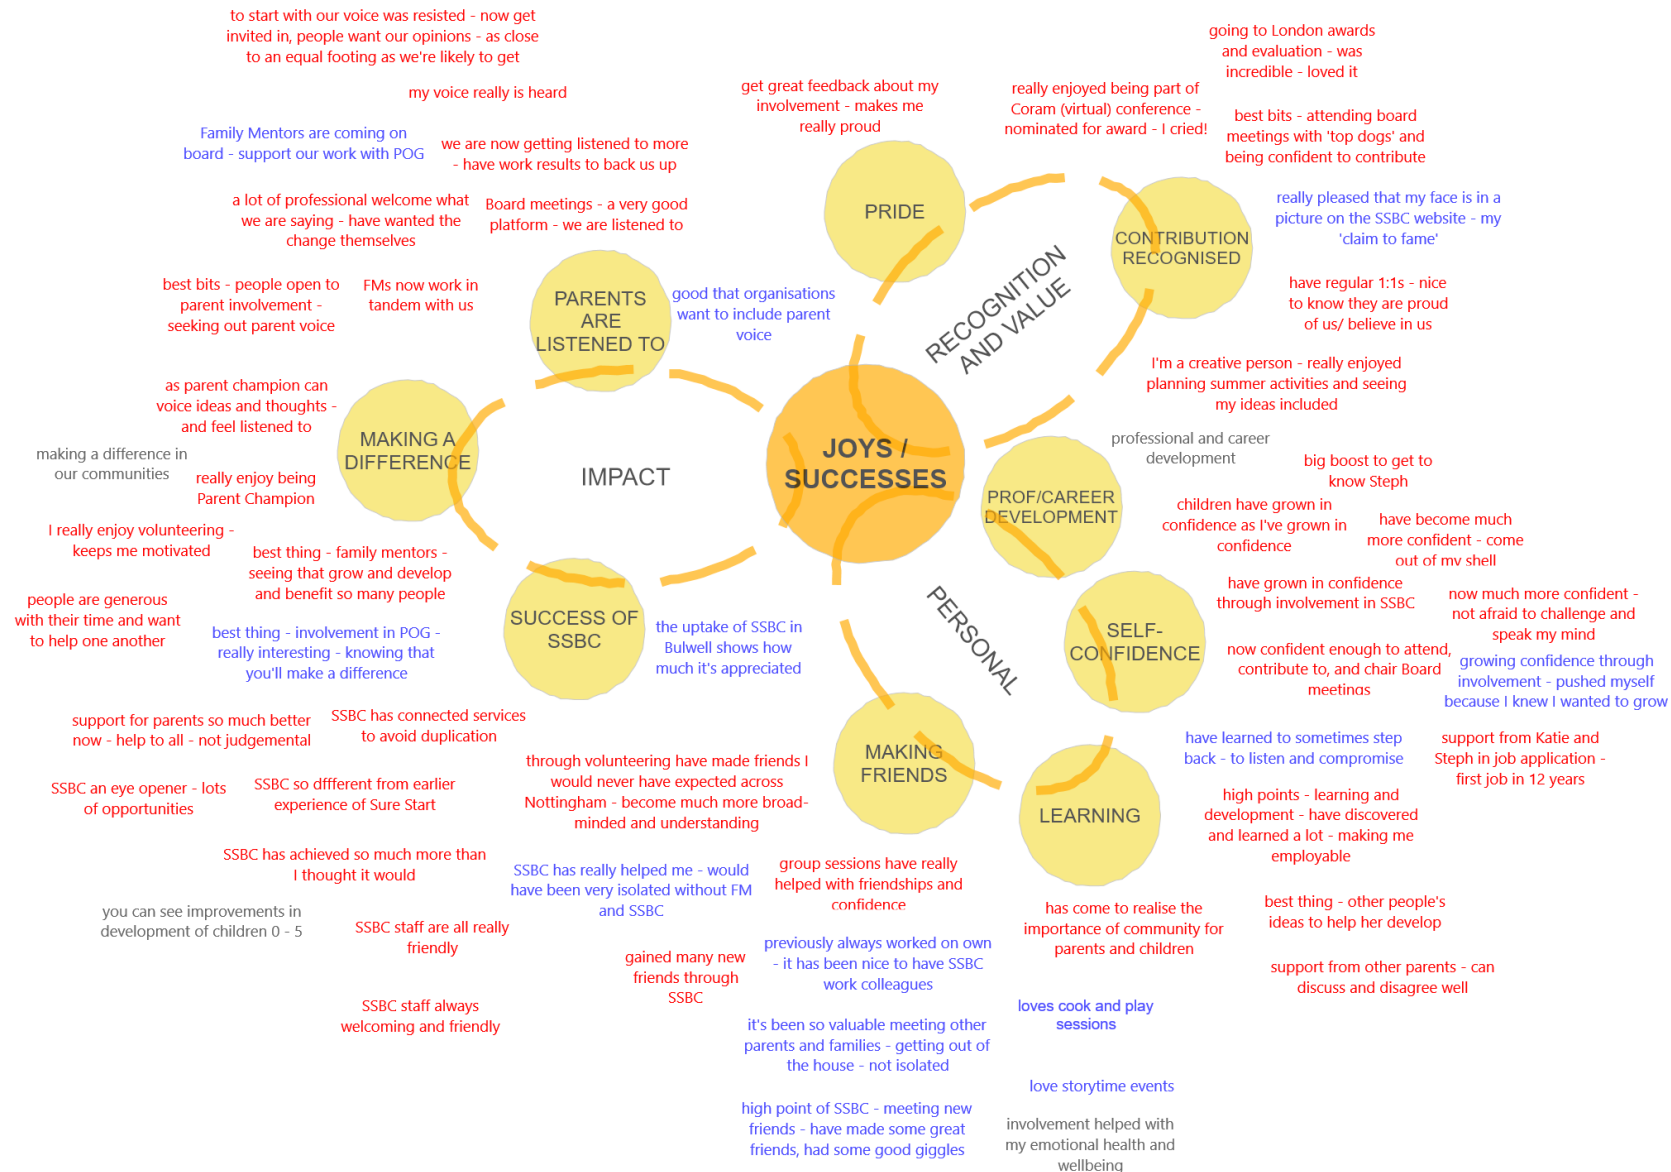 to start with our voice was resisted - now get
invited in, people want our opinions - as close
to an equal footing as we're likely to get
my voice really is heard
Family Mentors are coming on
board - support our work with POG
we are now getting listened to more
- have work results to back us up
a lot of professional welcome what
we are saying - have wanted the
change themselves
Board meetings - a very good
platform - we are listened to
best bits - people open to
parent involvement -
seeking out parent voice
FMs now work in
tandem with us
PARENTS
ARE
LISTENED TO
good that organisations
want to include parent
voice
get great feedback about my
involvement - makes me
really proud
PRIDE
really enjoyed being part of
Coram (virtual) conference -
nominated for award - I cried!
going to London awards
and evaluation - was
incredible - loved it
best bits - attending board
meetings with 'top dogs' and
being confident to contribute
CONTRIBUTION
RECOGNISED
really pleased that my face is in a
picture on the SSBC website - my
'claim to fame'
have regular 1:1s - nice
to know they are proud
of us/ believe in us
RECOGNITION
AND VALUE
I'm a creative person - really enjoyed
planning summer activities and seeing
my ideas included
as parent champion can
voice ideas and thoughts -
and feel listened to
MAKING A
DIFFERENCE
making a difference in
our communities
really enjoy being
Parent Champion
IMPACT
JOYS /
SUCCESSES
I really enjoy volunteering -
keeps me motivated
best thing - family mentors -
seeing that grow and develop
and benefit so many people
people are generous
with their time and want
to help one another
best thing - involvement in POG -
really interesting - knowing that
you'll make a difference
SUCCESS OF
SSBC
the uptake of SSBC in
Bulwell shows how
much it's appreciated
support for parents so much better
now - help to all - not judgemental
SSBC has connected services
to avoid duplication
SSBC an eye opener - lots
of opportunities
SSBC so dffferent from earlier
experience of Sure Start
SSBC has achieved so much more than
I thought it would
you can see improvements in
development of children 0 - 5
SSBC staff are all really
friendly
SSBC staff always
welcoming and friendly
PERSONAL
PROF/CAREER
DEVELOPMENT
professional and career
development
big boost to get to
know Steph
children have grown in
confidence as I've grown in
confidence
have become much
more confident - come
out of my shell
SELF-
CONFIDENCE
have grown in confidence
through involvement in SSBC
now much more confident -
not afraid to challenge and
speak my mind
now confident enough to attend,
contribute to, and chair Board
meetings
growing confidence through
involvement - pushed myself
because I knew I wanted to grow
LEARNING
have learned to sometimes step
back - to listen and compromise
support from Katie and
Steph in job application -
first job in 12 years
high points - learning and
development - have discovered
and learned a lot - making me
employable
best thing - other people's
ideas to help her develop
support from other parents - can
discuss and disagree well
has come to realise the
importance of community for
parents and children
MAKING
FRIENDS
through volunteering have made friends I
would never have expected across
Nottingham - become much more broad-
minded and understanding
SSBC has really helped me - would
have been very isolated without FM
and SSBC
group sessions have really
helped with friendships and
confidence
gained many new
friends through
SSBC
previously always worked on own
- it has been nice to have SSBC
work colleagues
it's been so valuable meeting other
parents and families - getting out of
the house - not isolated
high point of SSBC - meeting new
friends - have made some great
friends, had some good giggles
loves cook and play
sessions
love storytime events
involvement helped with
my emotional health and
wellbeing